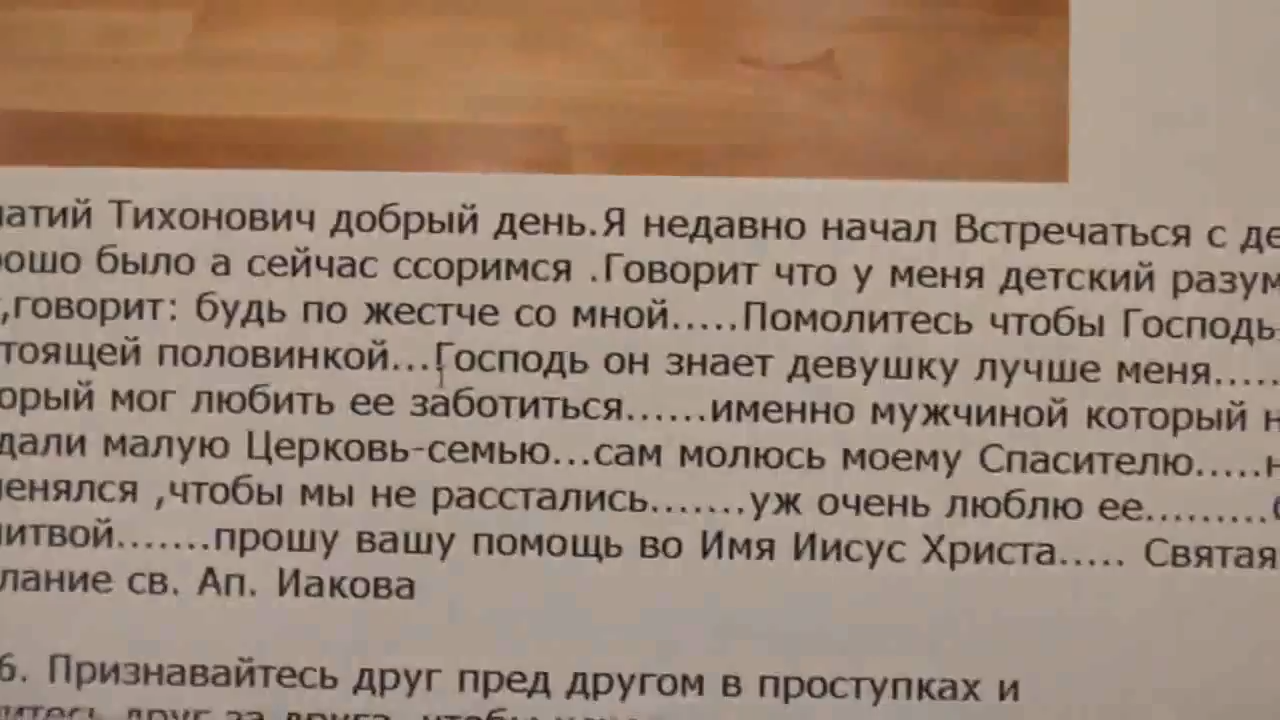 атий Тихонович добрый день.Я недавно начал Встречаться с де
рошо было а сейчас ссоримся .Говорит что у меня детский разум
,говорит: будь по жестче со мной.....Помолитесь чтобы Господь
тоящей половинкой...Господь он знает девушку лучше меня.....
орый мог любить ее заботиться......именно мужчиной который н
дали малую Церковь-семью...сам молюсь моему Спасителю.....н
енялся ,чтобы мы не расстались.......уж очень люблю ее.........
итвой.......прошу вашу помощь во Имя Иисус Христа..... Святая
лание св. Ап. Иакова
6. Признавайтесь друг пред другом в проступках и
друг за друга,